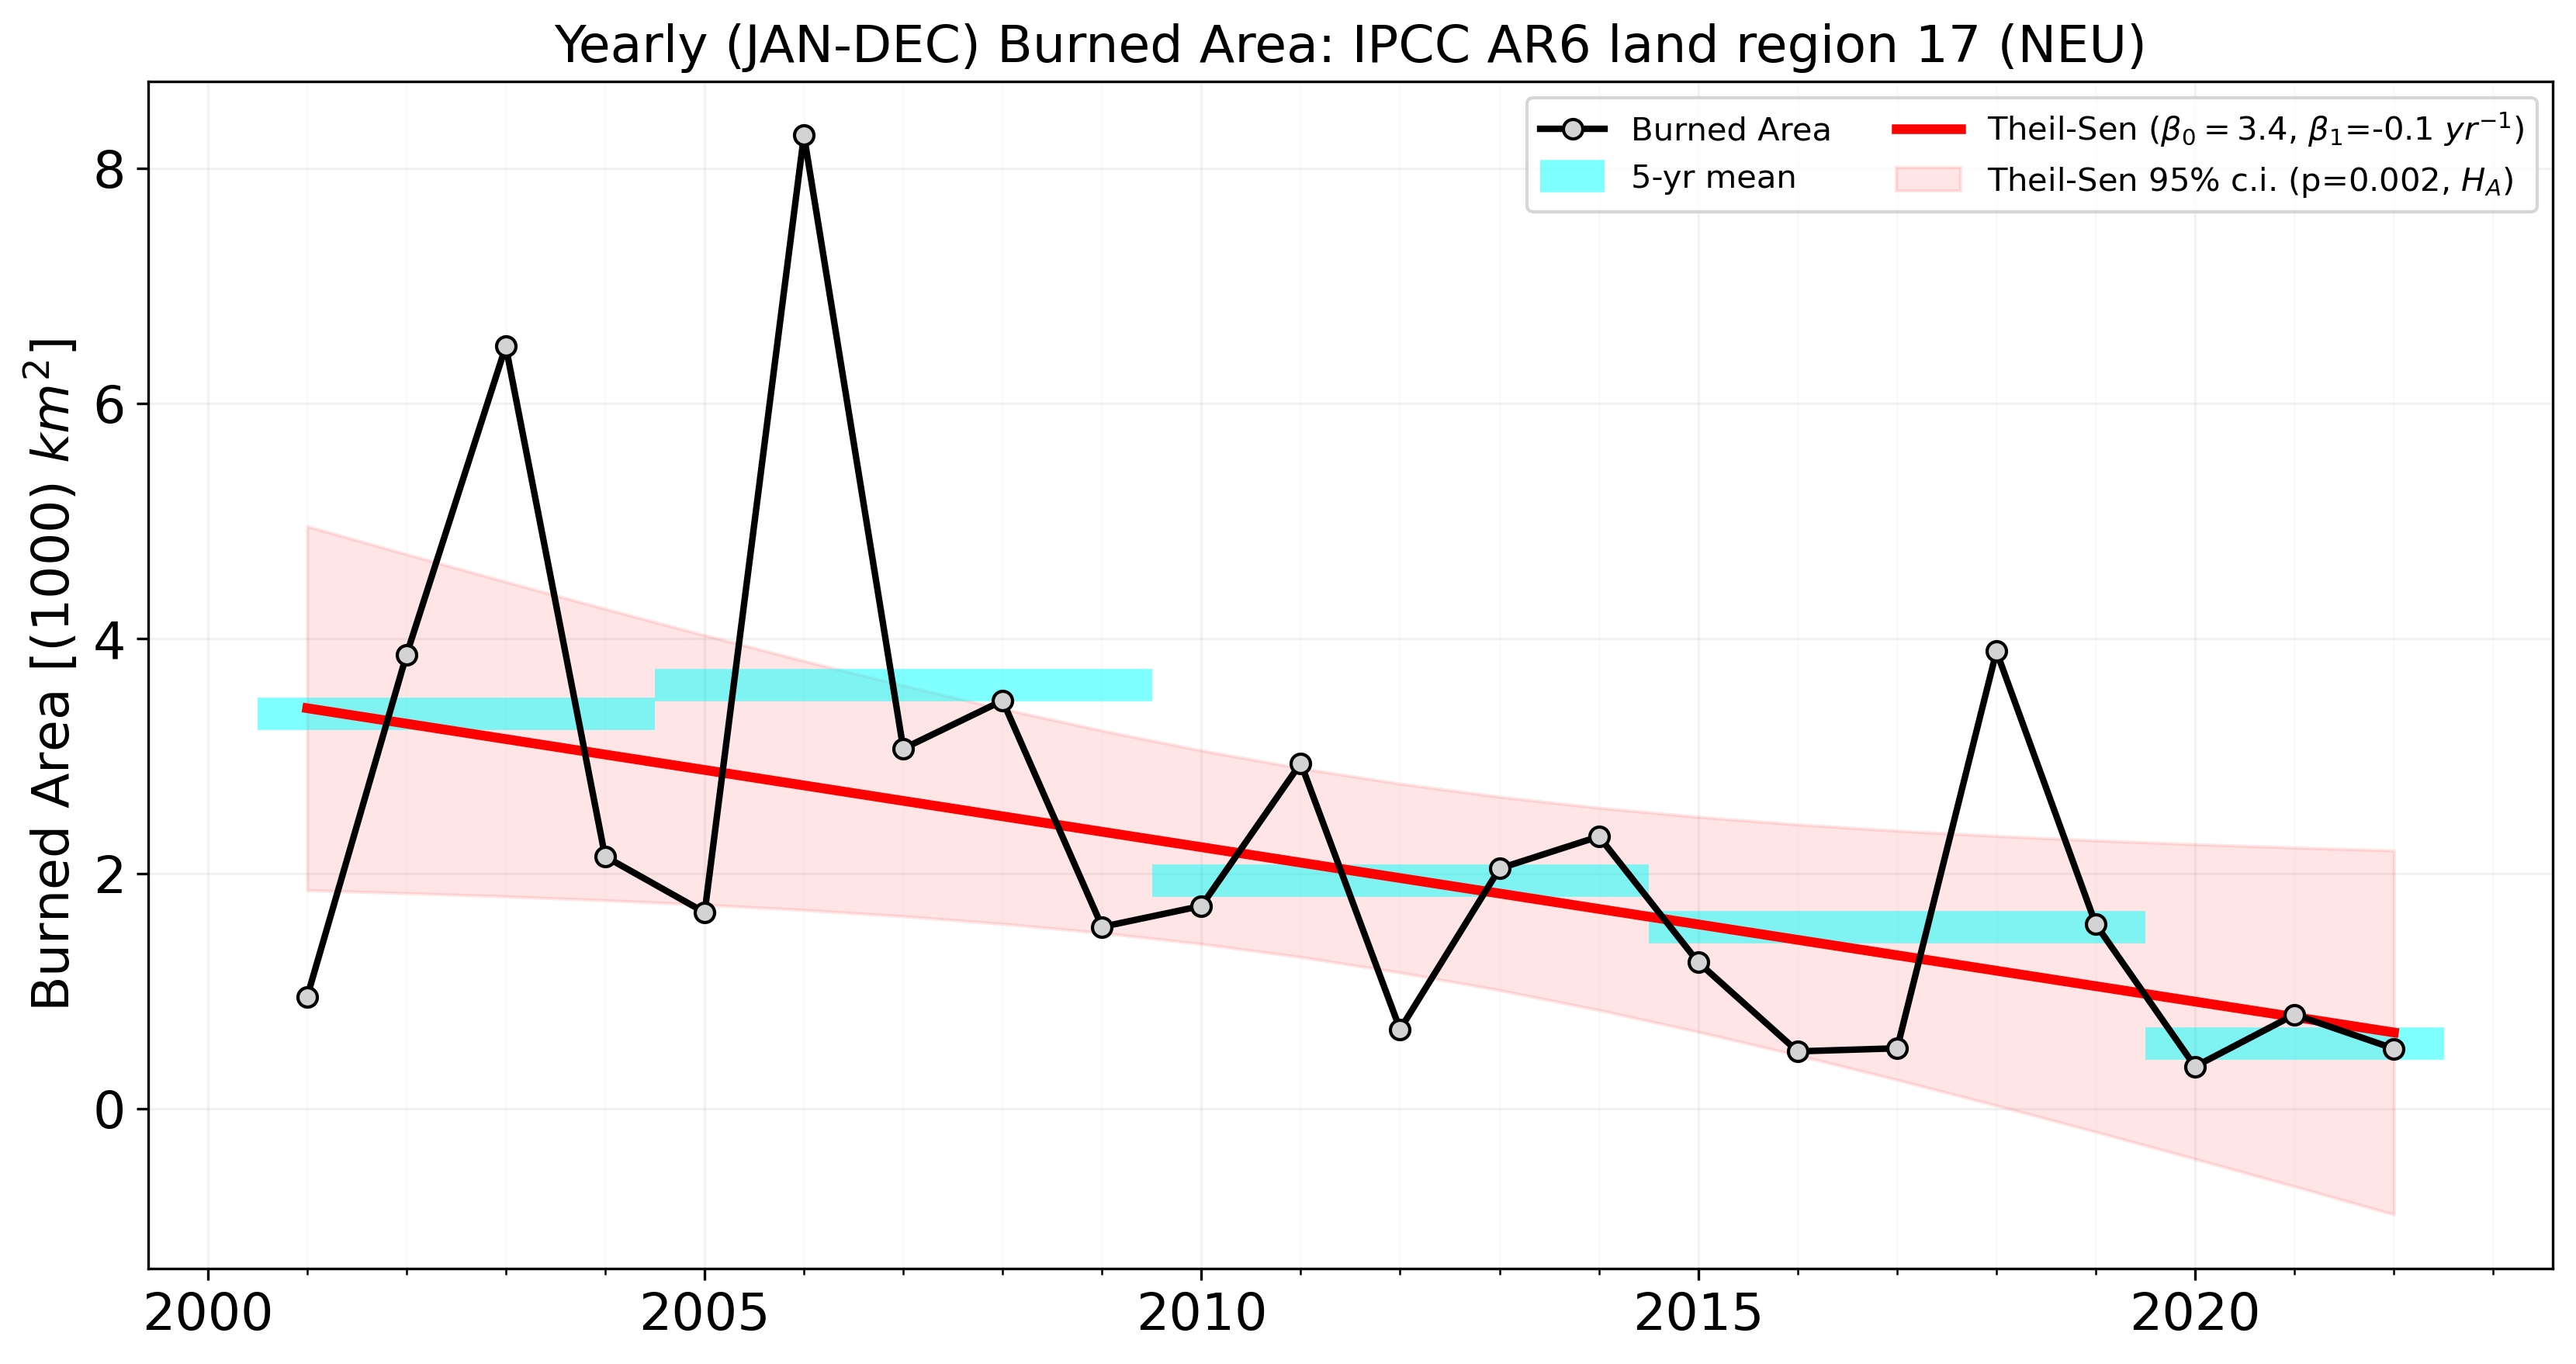 Yearly (JAN-DEC) Burned Area: IPCC AR6 land region 17 (NEU)
Burned Area
5-yr mean
Theil-Sen (β₀ = 3.4, β₁=-0.1 yr⁻¹)
Theil-Sen 95% c.i. (p=0.002, H_A)
Burned Area [(1000) km²]
8
6
4
2
0
2000 2005 2010 2015 2020